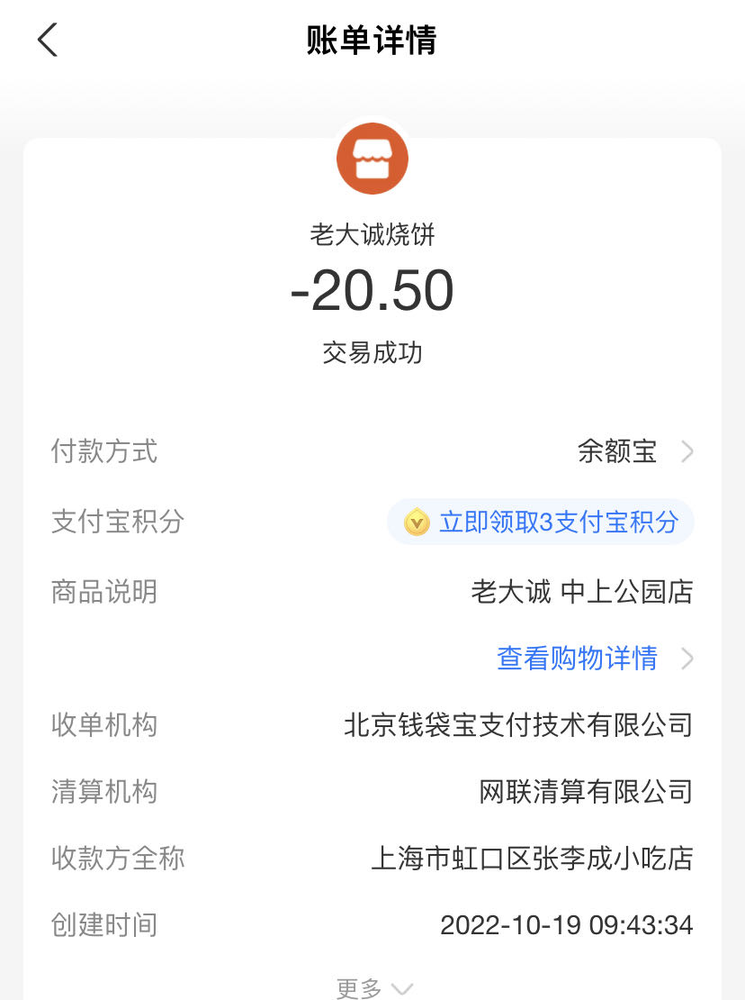 账单详情
老大诚烧饼
-20.50
交易成功
付款方式 余额宝
支付宝积分 立即领取3支付宝积分
商品说明 老大诚 中上公园店
查看购物详情
收单机构 北京钱袋宝支付技术有限公司
清算机构 网联清算有限公司
收款方全称 上海市虹口区张李成小吃店
创建时间 2022-10-19 09:43:34
更多